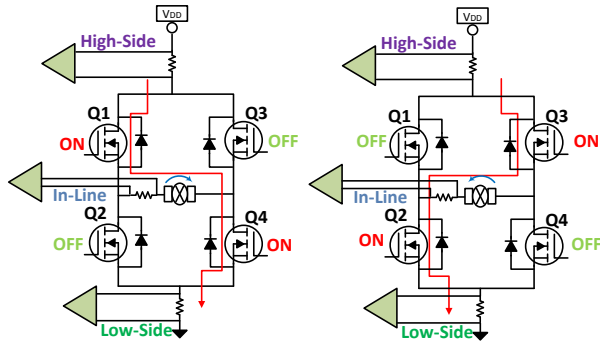 VDD
High-Side
Q1
Q3
ON
OFF
In-Line
Q2
Q4
OFF
ON
Low-Side
VDD
High-Side
Q1
Q3
OFF
ON
In-Line
Q2
Q4
ON
OFF
Low-Side